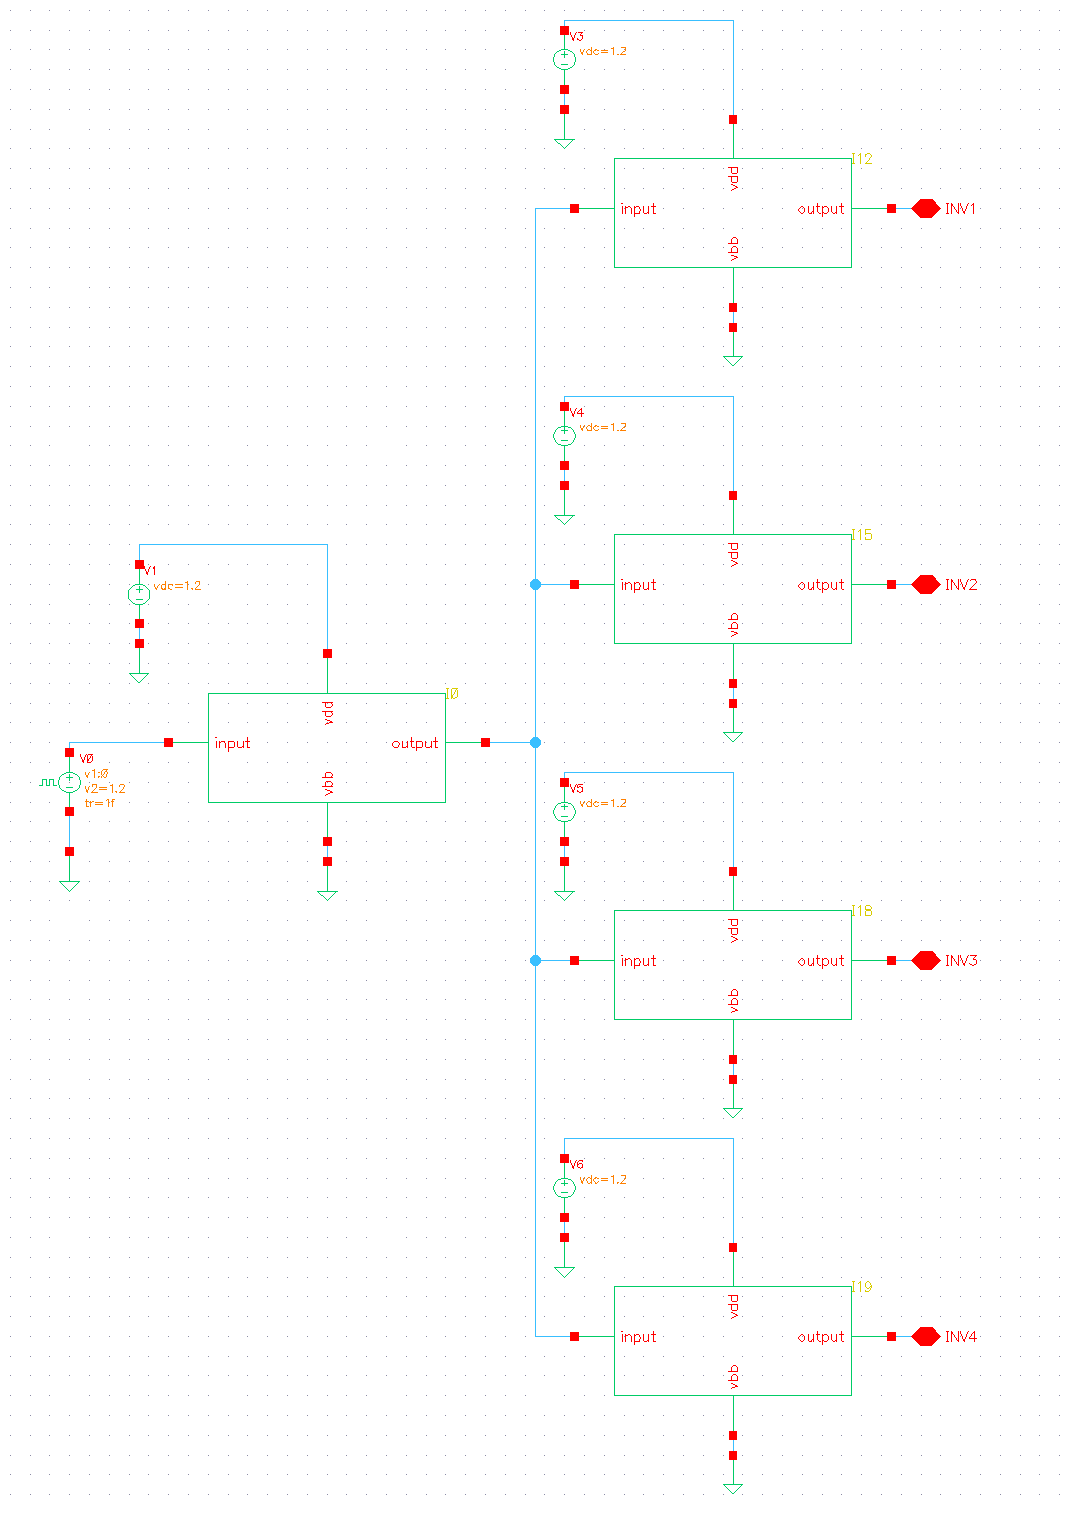 V3
vdc=1.2
I12
vdd
input
output
INV1
vbb
V4
vdc=1.2
I15
vdd
input
output
INV2
vbb
V1
vdc=1.2
I0
vdd
input
output
vbb
V0
v1:0
v2=1.2
tr=1f
V5
vdc=1.2
I18
vdd
input
output
INV3
vbb
V6
vdc=1.2
I19
vdd
input
output
INV4
vbb